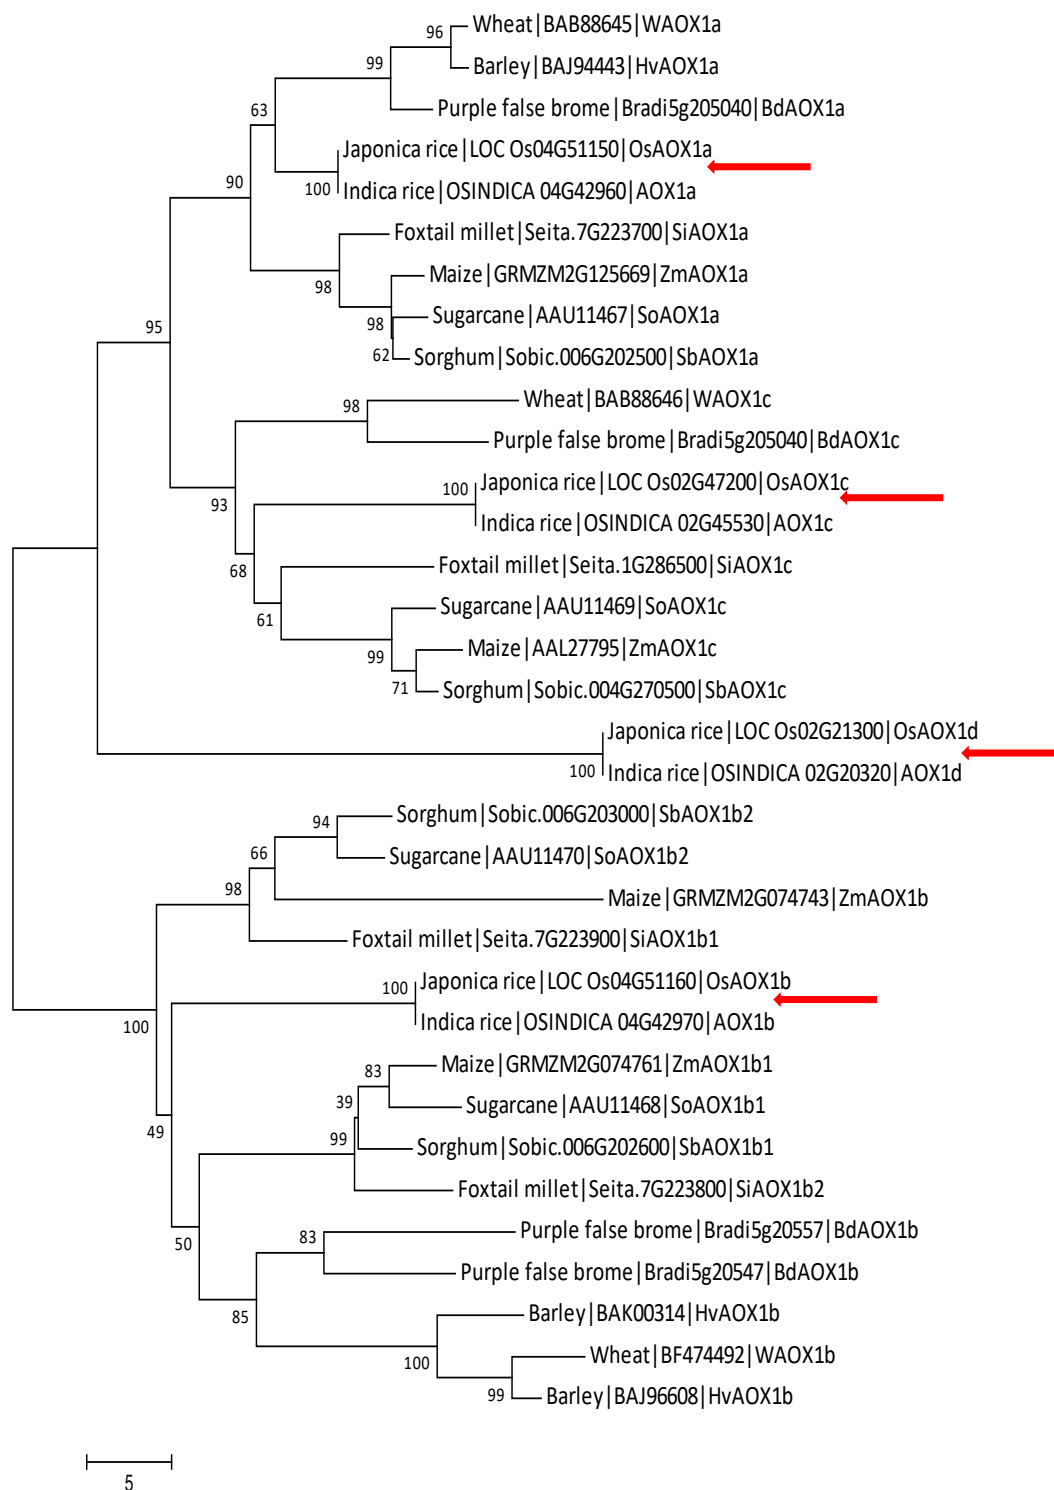 Wheat|BAB88645|WAOX1a
96
Barley|BAJ94443|HvAOX1a
99
Purple false brome|Bradi5g205040|BdAOX1a
63
Japonica rice|LOC Os04G51150|OsAOX1a
100
Indica rice|OSINDICA 04G42960|AOX1a
90
Foxtail millet|Seita.7G223700|SiAOX1a
Maize|GRMZM2G125669|ZmAOX1a
98
Sugarcane|AAU11467|SoAOX1a
98
95
Sorghum|Sobic.006G202500|SbAOX1a
62
Wheat|BAB88646|WAOX1c
98
Purple false brome|Bradi5g205040|BdAOX1c
Japonica rice|LOC Os02G47200|OsAOX1c
100
93
Indica rice|OSINDICA 02G45530|AOX1c
68
Foxtail millet|Seita.1G286500|SiAOX1c
Sugarcane|AAU11469|SoAOX1c
61
Maize|AAL27795|ZmAOX1c
99
Sorghum|Sobic.004G270500|SbAOX1c
71
Japonica rice|LOC Os02G21300|OsAOX1d
100
Indica rice|OSINDICA 02G20320|AOX1d
Sorghum|Sobic.006G203000|SbAOX1b2
94
Sugarcane|AAU11470|SoAOX1b2
66
98
Maize|GRMZM2G074743|ZmAOX1b
Foxtail millet|Seita.7G223900|SiAOX1b1
Japonica rice|LOC Os04G51160|OsAOX1b
100
Indica rice|OSINDICA 04G42970|AOX1b
100
Maize|GRMZM2G074761|ZmAOX1b1
83
Sugarcane|AAU11468|SoAOX1b1
39
49
99
Sorghum|Sobic.006G202600|SbAOX1b1
Foxtail millet|Seita.7G223800|SiAOX1b2
Purple false brome|Bradi5g20557|BdAOX1b
83
50
Purple false brome|Bradi5g20547|BdAOX1b
85
Barley|BAK00314|HvAOX1b
Wheat|BF474492|WAOX1b
100
99
Barley|BAJ96608|HvAOX1b
5